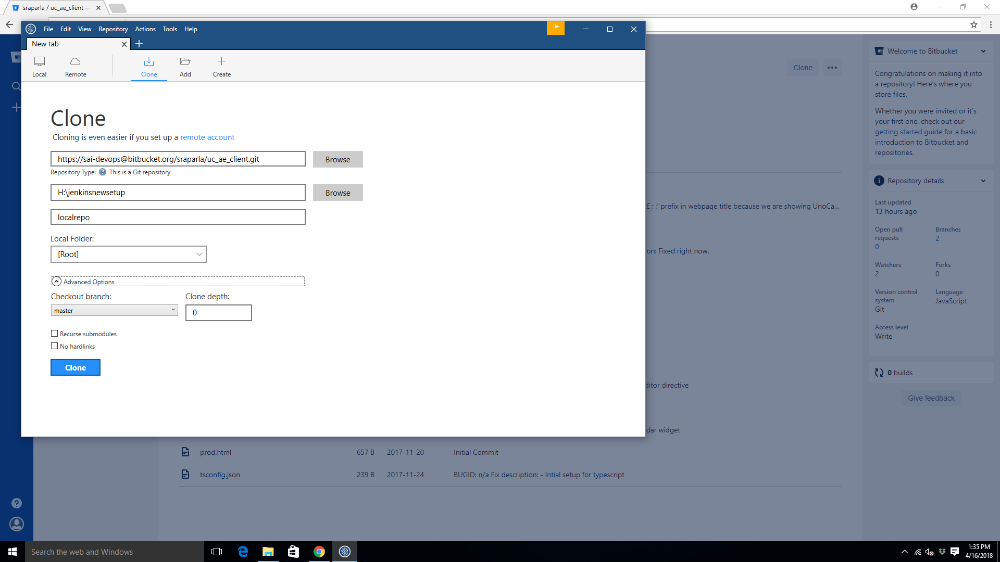 sraparla / uc_ae_client —
File Edit View Repository Actions Tools Help
New tab
Local Remote Clone Add Create
Clone
Cloning is even easier if you set up a remote account
https://sai-devops@bitbucket.org/sraparla/uc_ae_client.git
Browse
Repository Type: ? This is a Git repository
H:\jenkinsnewsetup
Browse
localrepo
Local Folder:
[Root]
Advanced Options
Checkout branch: Clone depth:
master 0
Recurse submodules
No hardlinks
Clone
Clone
E : :' prefix in webpage title because we are showing UnoCa...
on: Fixed right now.
ditor directive
dar widget
prod.html 657 B 2017-11-20 Initial Commit
tsconfig.json 239 B 2017-11-24 BUGID: n/a Fix description: - Intial setup for typescript
Welcome to Bitbucket
Congratulations on making it into
a repository! Here's where you
store files.
Whether you were invited or it's
your first one, check out our
getting started guide for a basic
introduction to Bitbucket and
repositories.
Repository details
Last updated
13 hours ago
Open pull
requests
0
Branches
2
Watchers
2
Forks
0
Version control
system
Git
Language
JavaScript
Access level
Write
0 builds
Give feedback
Search the web and Windows
1:35 PM
4/16/2018